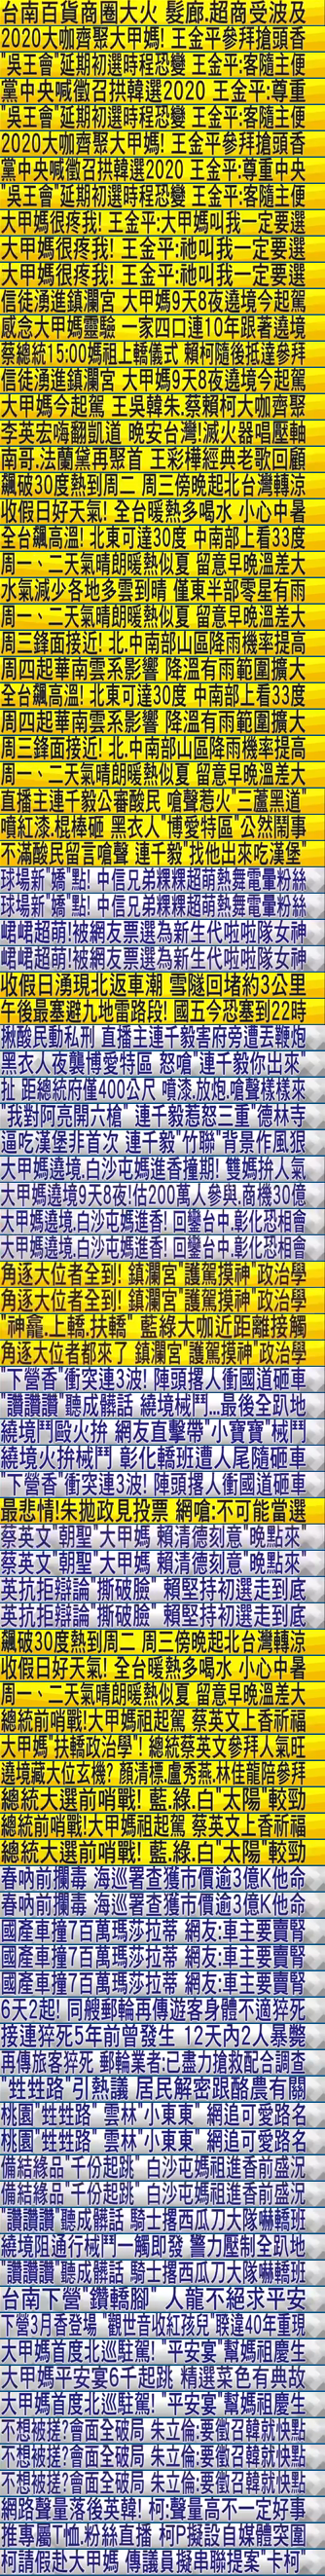 台南百貨商圈大火 髮廊.超商受波及
2020大咖齊聚大甲媽! 王金平參拜搶頭香
"吳王會"延期初選時程恐變 王金平:客隨主便
黨中央喊徵召拱韓選2020 王金平:尊重
"吳王會"延期初選時程恐變 王金平:客隨主便
2020大咖齊聚大甲媽! 王金平參拜搶頭香
黨中央喊徵召拱韓選2020 王金平:尊重中央
"吳王會"延期初選時程恐變 王金平:客隨主便
大甲媽很疼我! 王金平:大甲媽叫我一定要選
大甲媽很疼我! 王金平:祂叫我一定要選
大甲媽很疼我! 王金平:祂叫我一定要選
信徒湧進鎮瀾宮 大甲媽9天8夜遶境今起駕
感念大甲媽靈驗 一家四口連10年跟著遶境
蔡總統15:00媽祖上轎儀式 賴柯隨後抵達參拜
信徒湧進鎮瀾宮 大甲媽9天8夜遶境今起駕
大甲媽今起駕 王吳韓朱.蔡賴柯大咖齊聚
李英宏嗨翻凱道 晚安台灣!滅火器唱壓軸
南哥.法蘭黛再聚首 王彩樺經典老歌回顧
飆破30度熱到周二 周三傍晚起北台灣轉涼
收假日好天氣! 全台暖熱多喝水 小心中暑
全台飆高溫! 北東可達30度 中南部上看33度
周一、二天氣晴朗暖熱似夏 留意早晚溫差大
水氣減少各地多雲到晴 僅東半部零星有雨
周一、二天氣晴朗暖熱似夏 留意早晚溫差大
周三鋒面接近! 北.中南部山區降雨機率提高
周四起華南雲系影響 降溫有雨範圍擴大
全台飆高溫! 北東可達30度 中南部上看33度
周四起華南雲系影響 降溫有雨範圍擴大
周三鋒面接近! 北.中南部山區降雨機率提高
周一、二天氣晴朗暖熱似夏 留意早晚溫差大
直播主連千毅公審酸民 嗆聲惹火"三蘆黑道"
噴紅漆.棍棒砸 黑衣人"博愛特區"公然鬧事
不滿酸民留言嗆聲 連千毅"找他出來吃漢堡"
球場新"嬌"點! 中信兄弟粿粿超萌熱舞電暈粉絲
球場新"嬌"點! 中信兄弟粿粿超萌熱舞電暈粉絲
峮峮超萌!被網友票選為新生代啦啦隊女神
峮峮超萌!被網友票選為新生代啦啦隊女神
收假日湧現北返車潮 雪隧回堵約3公里
午後最塞避九地雷路段! 國五今恐塞到22時
揪酸民動私刑 直播主連千毅害府旁遭丟鞭炮
黑衣人夜襲博愛特區 怒嗆"連千毅你出來"
扯 距總統府僅400公尺 噴漆.放炮.嗆聲樣樣來
"我對阿亮開六槍" 連千毅惹怒三重"德林寺
逼吃漢堡非首次 連千毅"竹聯"背景作風狠
大甲媽遶境.白沙屯媽進香撞期! 雙媽拚人氣
大甲媽遶境9天8夜!估200萬人參與.商機30億
大甲媽遶境.白沙屯媽進香! 回鑾台中.彰化恐相會
大甲媽遶境.白沙屯媽進香! 回鑾台中.彰化恐相會
角逐大位者全到! 鎮瀾宮"護駕摸神"政治學
角逐大位者全到! 鎮瀾宮"護駕摸神"政治學
"神龕.上轎.扶轎" 藍綠大咖近距離接觸
角逐大位者都來了 鎮瀾宮"護駕摸神"政治學
"下營香"衝突連3波! 陣頭撂人衝國道砸車
"讚讚讚"聽成髒話 繞境械鬥...最後全趴地
繞境鬥毆火拚 網友直擊帶"小寶寶"械鬥
繞境火拚械鬥 彰化轎班遭人尾隨砸車
"下營香"衝突連3波! 陣頭撂人衝國道砸車
最悲情!朱拋政見投票 網嗆:不可能當選
蔡英文"朝聖"大甲媽 賴清德刻意"晚點來"
蔡英文"朝聖"大甲媽 賴清德刻意"晚點來"
英抗拒辯論"撕破臉" 賴堅持初選走到底
英抗拒辯論"撕破臉" 賴堅持初選走到底
飆破30度熱到周二 周三傍晚起北台灣轉涼
收假日好天氣! 全台暖熱多喝水 小心中暑
周一、二天氣晴朗暖熱似夏 留意早晚溫差大
總統前哨戰!大甲媽祖起駕 蔡英文上香祈福
大甲媽"扶轎政治學"! 總統蔡英文參拜人氣旺
遶境藏大位玄機? 顏清標.盧秀燕.林佳龍陪參拜
總統大選前哨戰! 藍.綠.白"太陽"較勁
總統前哨戰!大甲媽祖起駕 蔡英文上香祈福
總統大選前哨戰! 藍.綠.白"太陽"較勁
春吶前攔毒 海巡署查獲市價逾3億K他命
春吶前攔毒 海巡署查獲市價逾3億K他命
國產車撞7百萬瑪莎拉蒂 網友:車主要賣腎
國產車撞7百萬瑪莎拉蒂 網友:車主要賣腎
國產車撞7百萬瑪莎拉蒂 網友:車主要賣腎
6天2起! 同艘郵輪再傳遊客身體不適猝死
接連猝死5年前曾發生 12天內2人暴斃
再傳旅客猝死 郵輪業者:已盡力搶救配合調查
"甡甡路"引熱議 居民解密跟酪農有關
桃園"甡甡路" 雲林"小東東" 網追可愛路名
桃園"甡甡路" 雲林"小東東" 網追可愛路名
備結緣品"千份起跳" 白沙屯媽祖進香前盛況
備結緣品"千份起跳" 白沙屯媽祖進香前盛況
"讚讚讚"聽成髒話 騎士撂西瓜刀大隊嚇轎班
繞境阻通行械鬥一觸即發 警力壓制全趴地
"讚讚讚"聽成髒話 騎士撂西瓜刀大隊嚇轎班
台南下營"鑽轎腳" 人龍不絕求平安
下營3月香登場 "觀世音收紅孩兒"睽違40年重現
大甲媽首度北巡駐駕! "平安宴"幫媽祖慶生
大甲媽平安宴6千起跳 精選菜色有典故
大甲媽首度北巡駐駕! "平安宴"幫媽祖慶生
不想被搓?會面全破局 朱立倫:要徵召韓就快點
不想被搓?會面全破局 朱立倫:要徵召韓就快點
不想被搓?會面全破局 朱立倫:要徵召韓就快點
網路聲量落後英韓! 柯:聲量高不一定好事
推專屬T恤.粉絲直播 柯P擬設自媒體突圍
柯請假赴大甲媽 傳議員擬串聯提案"卡柯"